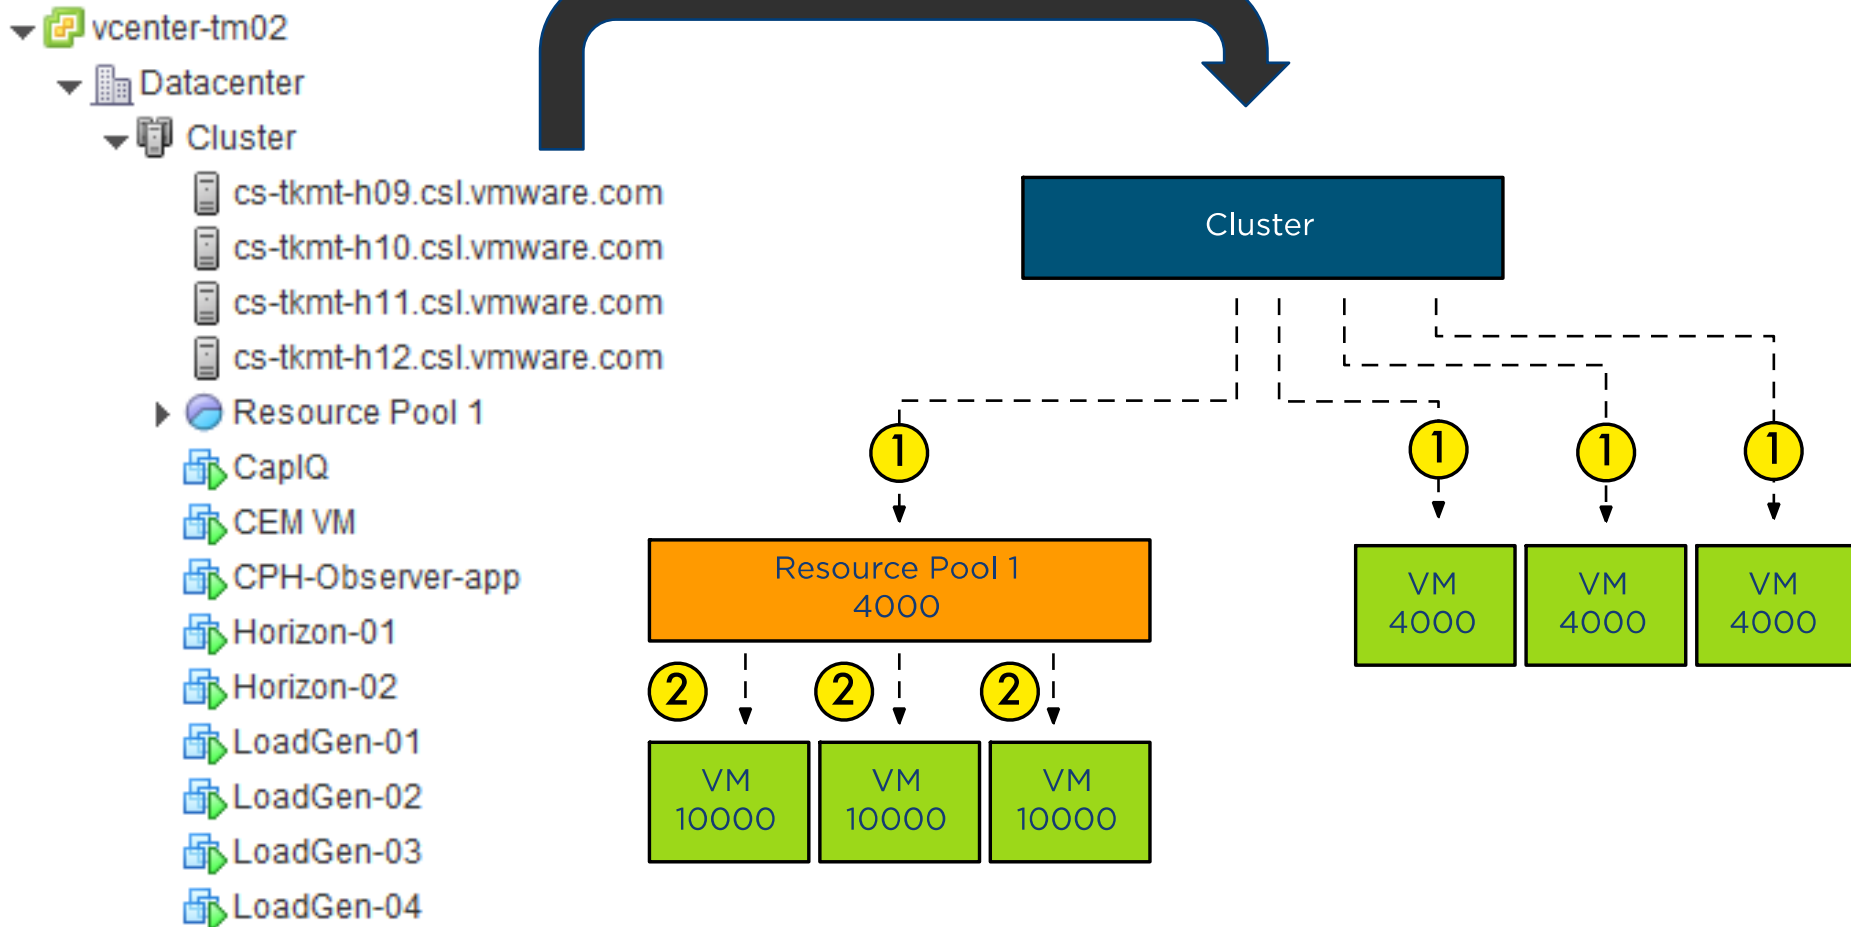 vcenter-tm02
Datacenter
Cluster
cs-tkmt-h09.csl.vmware.com
cs-tkmt-h10.csl.vmware.com
cs-tkmt-h11.csl.vmware.com
cs-tkmt-h12.csl.vmware.com
Resource Pool 1
CapIQ
CEM VM
CPH-Observer-app
Horizon-01
Horizon-02
LoadGen-01
LoadGen-02
LoadGen-03
LoadGen-04
Cluster
1
1
1
1
Resource Pool 1
4000
VM
4000
VM
4000
VM
4000
2
2
2
VM
10000
VM
10000
VM
10000